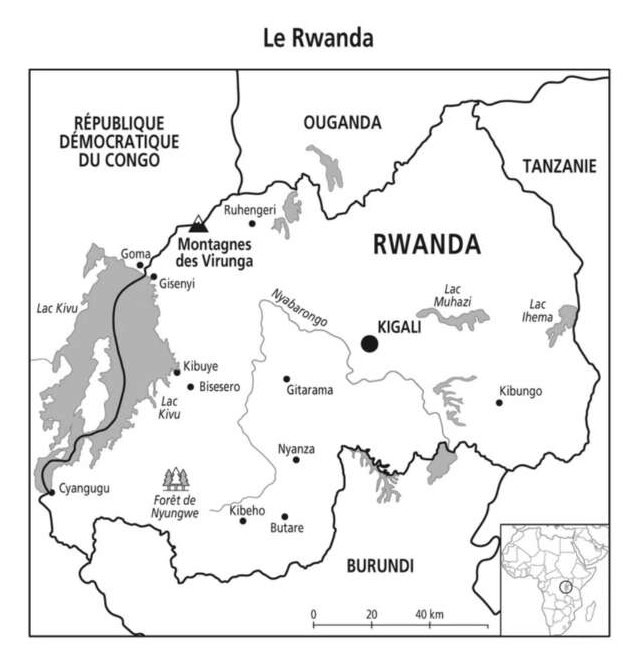 Le Rwanda
RÉPUBLIQUE
DÉMOCRATIQUE
DU CONGO
OUGANDA
TANZANIE
Ruhengeri
Montagnes
des Virunga
RWANDA
Goma
Gisenyi
Lac Kivu
Nyabarongo
Lac
Muhazi
Lac
Ihema
KIGALI
Kibuye
Bisesero
Lac
Kivu
Gitarama
Kibungo
Nyanza
Cyangugu
Forêt de
Nyungwe
Kibeho
Butare
BURUNDI
0 20 40 km